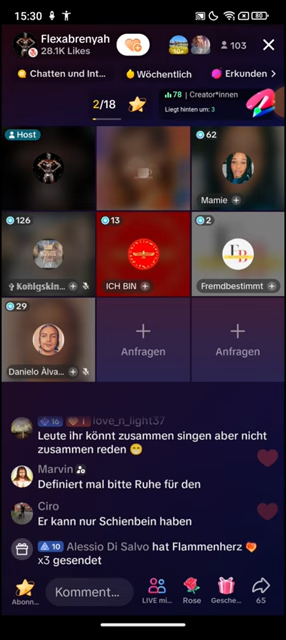 15:30
80
Flexabrenyah
28.1K Likes
103
Chatten und Int...
Wöchentlich
Erkunden >
2/18
78 | Creator*innen
Liegt hinten um: 3
Host
62
Mamie
126
13
2
ICH BIN
Fremdbestimmt
29
Danielo Àlva...
Anfragen
Anfragen
love_n_light37
Leute ihr könnt zusammen singen aber nicht
zusammen reden
Marvin
Definiert mal bitte Ruhe für den
Ciro
Er kann nur Schienbein haben
10 Alessio Di Salvo hat Flammenherz
x3 gesendet
Abonn...
Komment...
LIVE mi...
Rose
Gesche...
65